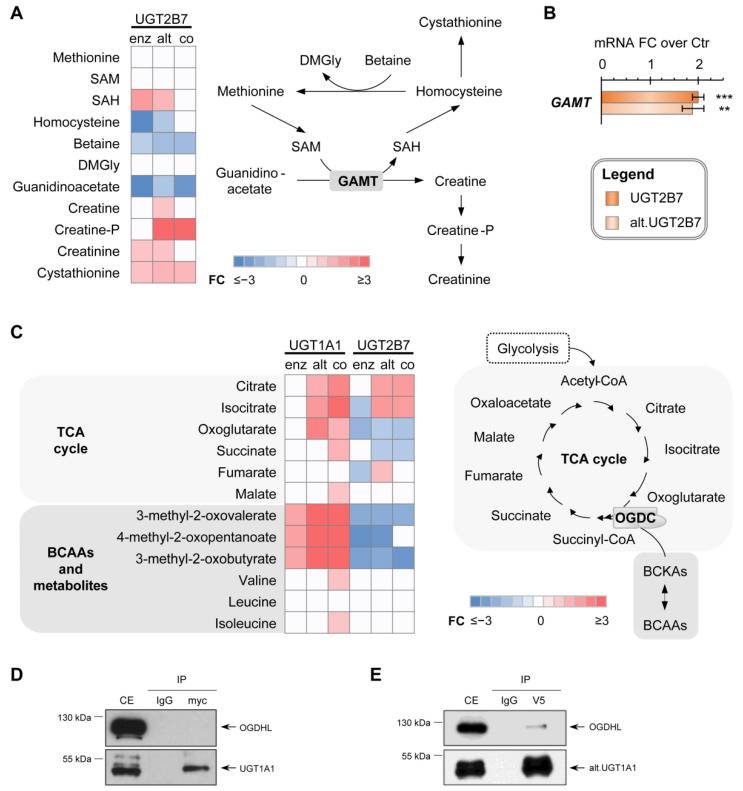 A
UGT2B7
enz alt co
Methionine
SAM
SAH
Homocysteine
Betaine
DMGly
Guanidinoacetate
Creatine
Creatine-P
Creatinine
Cystathionine
Cystathionine
DMGly Betaine
Methionine Homocysteine
SAM SAH
Guanidino-
acetate
GAMT
Creatine
Creatine-P
Creatinine
FC ≤−3 0 ≥3
B
mRNA FC over Ctr
0 1 2
GAMT
***
**
Legend
UGT2B7
alt.UGT2B7
C
UGT1A1 UGT2B7
enz alt co enz alt co
TCA
cycle
Citrate
Isocitrate
Oxoglutarate
Succinate
Fumarate
Malate
BCAAs
and
metabolites
3-methyl-2-oxovalerate
4-methyl-2-oxopentanoate
3-methyl-2-oxobutyrate
Valine
Leucine
Isoleucine
Glycolysis
Acetyl-CoA
Oxaloacetate
Citrate
Malate
Isocitrate
TCA cycle
Fumarate
Oxoglutarate
Succinate
OGDC
Succinyl-CoA
BCKAs
BCAAs
FC ≤−3 0 ≥3
D
IP
CE IgG myc
130 kDa
OGDHL
55 kDa
UGT1A1
E
IP
CE IgG V5
130 kDa
OGDHL
55 kDa
alt.UGT1A1